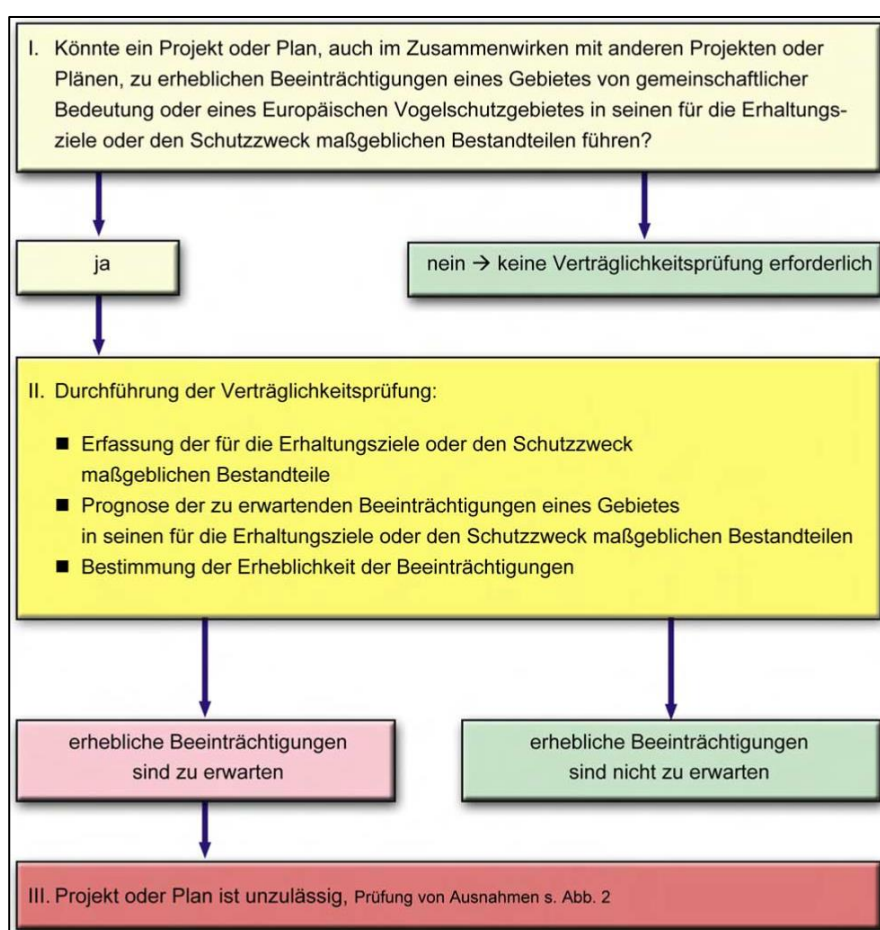 I. Könnte ein Projekt oder Plan, auch im Zusammenwirken mit anderen Projekten oder
Plänen, zu erheblichen Beeinträchtigungen eines Gebietes von gemeinschaftlicher
Bedeutung oder eines Europäischen Vogelschutzgebietes in seinen für die Erhaltungs-
ziele oder den Schutzzweck maßgeblichen Bestandteilen führen?
ja
nein → keine Verträglichkeitsprüfung erforderlich
II. Durchführung der Verträglichkeitsprüfung:
■ Erfassung der für die Erhaltungsziele oder den Schutzzweck
maßgeblichen Bestandteile
■ Prognose der zu erwartenden Beeinträchtigungen eines Gebietes
in seinen für die Erhaltungsziele oder den Schutzzweck maßgeblichen Bestandteilen
■ Bestimmung der Erheblichkeit der Beeinträchtigungen
erhebliche Beeinträchtigungen
sind zu erwarten
erhebliche Beeinträchtigungen
sind nicht zu erwarten
III. Projekt oder Plan ist unzulässig, Prüfung von Ausnahmen s. Abb. 2